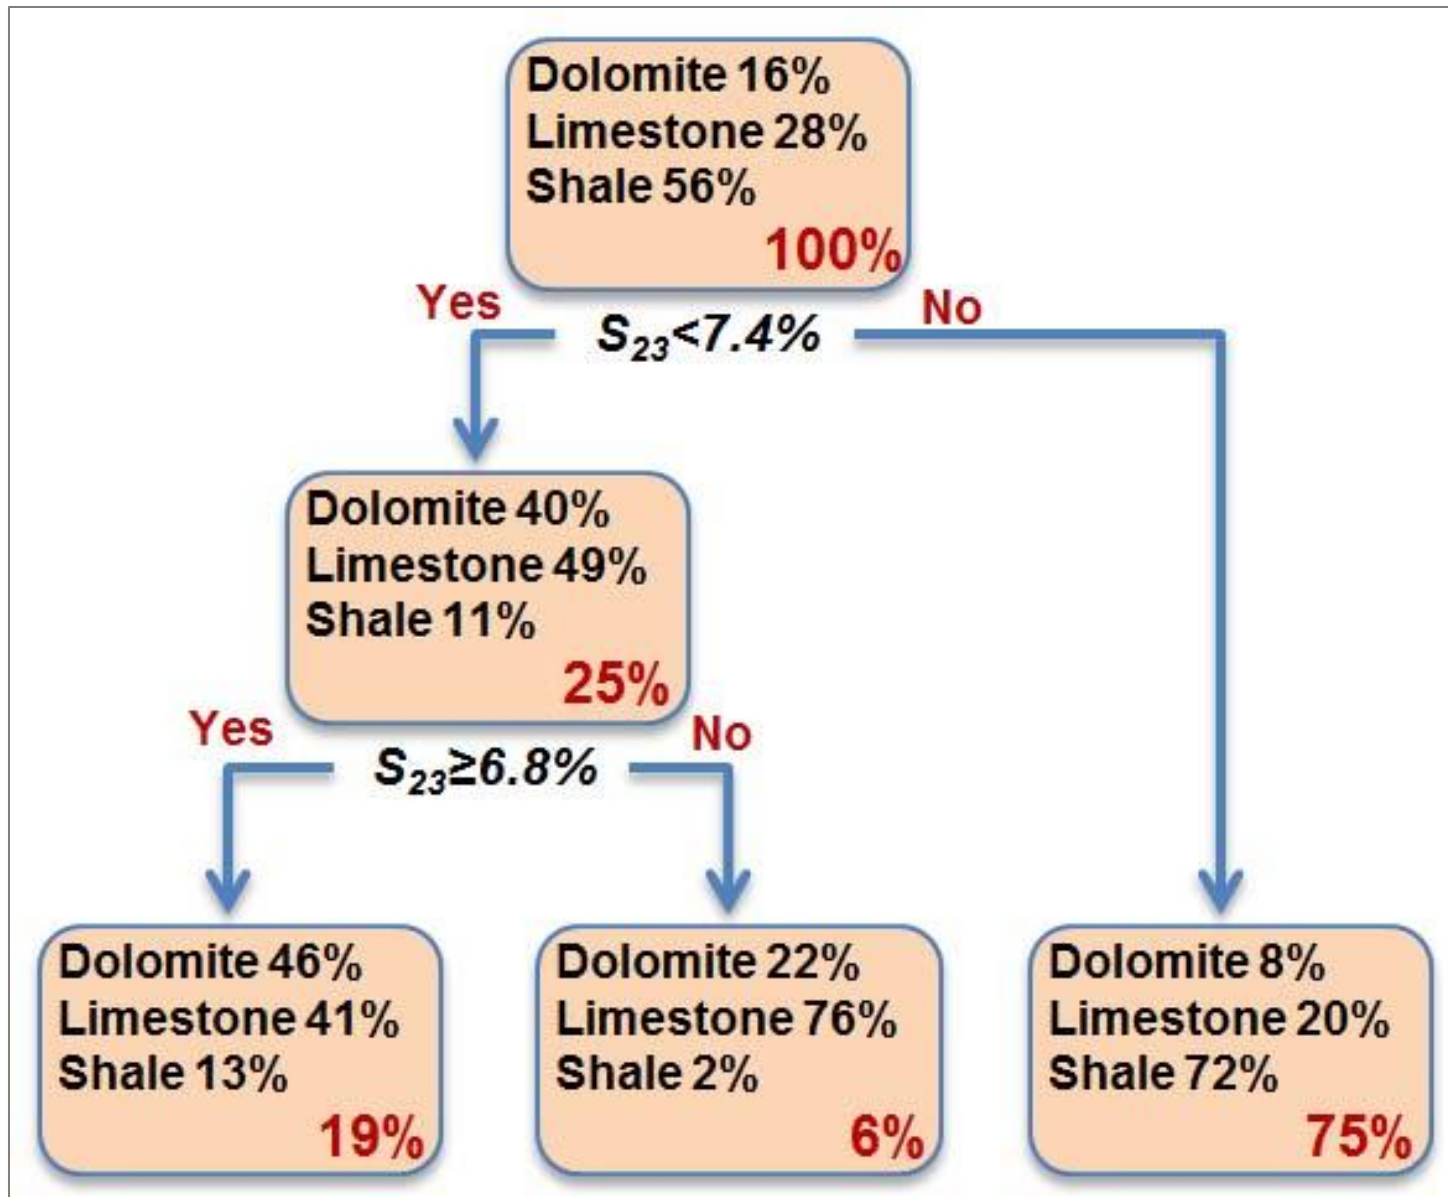 Dolomite 16%
Limestone 28%
Shale 56%
100%
Yes
S23<7.4%
No
Dolomite 40%
Limestone 49%
Shale 11%
25%
Yes
S23≥6.8%
No
Dolomite 46%
Limestone 41%
Shale 13%
19%
Dolomite 22%
Limestone 76%
Shale 2%
6%
Dolomite 8%
Limestone 20%
Shale 72%
75%